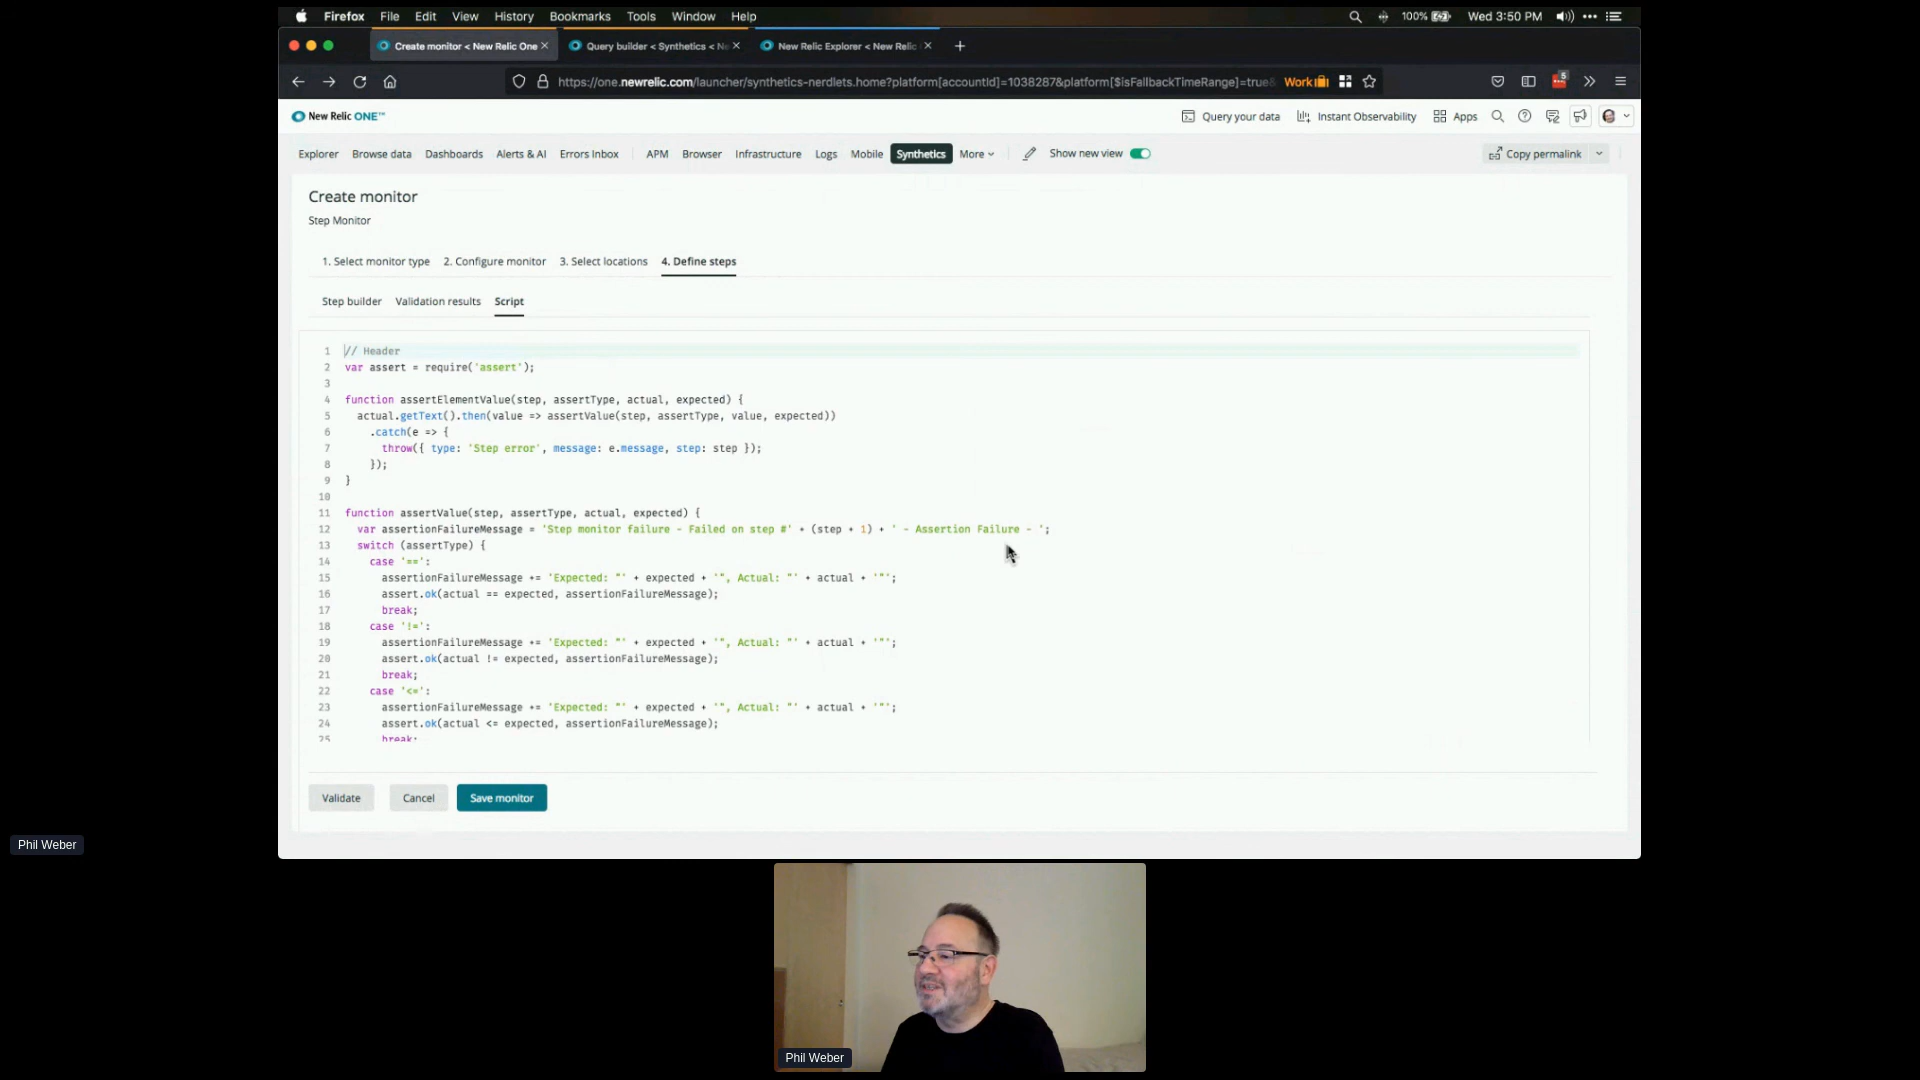 Firefox File Edit View History Bookmarks Tools Window Help 100% Wed 3:50 PM
Create monitor < New Relic One Query builder < Synthetics < Ne New Relic Explorer < New Relic
https://one.newrelic.com/launcher/synthetics-nerdlets.home?platform[accountId]=1038287&platform[$isFallbackTimeRange]=true& Work 5
New Relic ONE™ Query your data Instant Observability Apps
Explorer Browse data Dashboards Alerts & AI Errors Inbox APM Browser Infrastructure Logs Mobile Synthetics More Show new view Copy permalink
Create monitor
Step Monitor
1. Select monitor type 2. Configure monitor 3. Select locations 4. Define steps
Step builder Validation results Script
1 // Header
2 var assert = require('assert');
3
4 function assertElementValue(step, assertType, actual, expected) {
5 actual.getText().then(value => assertValue(step, assertType, value, expected))
6 .catch(e => {
7 throw({ type: 'Step error', message: e.message, step: step });
8 });
9 }
10
11 function assertValue(step, assertType, actual, expected) {
12 var assertionFailureMessage = 'Step monitor failure - Failed on step #' + (step + 1) + ' - Assertion Failure - ';
13 switch (assertType) {
14 case '==':
15 assertionFailureMessage += 'Expected: "' + expected + '", Actual: "' + actual + '"';
16 assert.ok(actual == expected, assertionFailureMessage);
17 break;
18 case '!=':
19 assertionFailureMessage += 'Expected: "' + expected + '", Actual: "' + actual + '"';
20 assert.ok(actual != expected, assertionFailureMessage);
21 break;
22 case '<=':
23 assertionFailureMessage += 'Expected: "' + expected + '", Actual: "' + actual + '"';
24 assert.ok(actual <= expected, assertionFailureMessage);
25 break;
Validate Cancel Save monitor
Phil Weber
Phil Weber